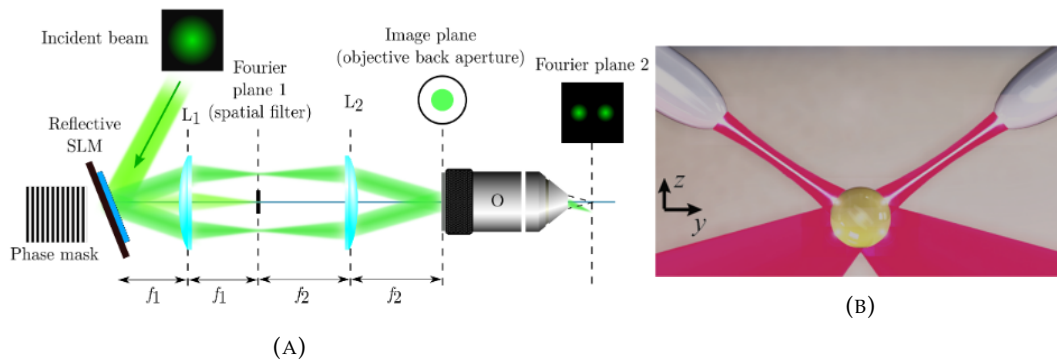 Incident beam
Image plane
(objective back aperture)
Fourier
plane 1
(spatial filter)
Fourier plane 2
L1
L2
Reflective
SLM
O
Phase mask
f1
f1
f2
f2
z
y
(A)
(B)